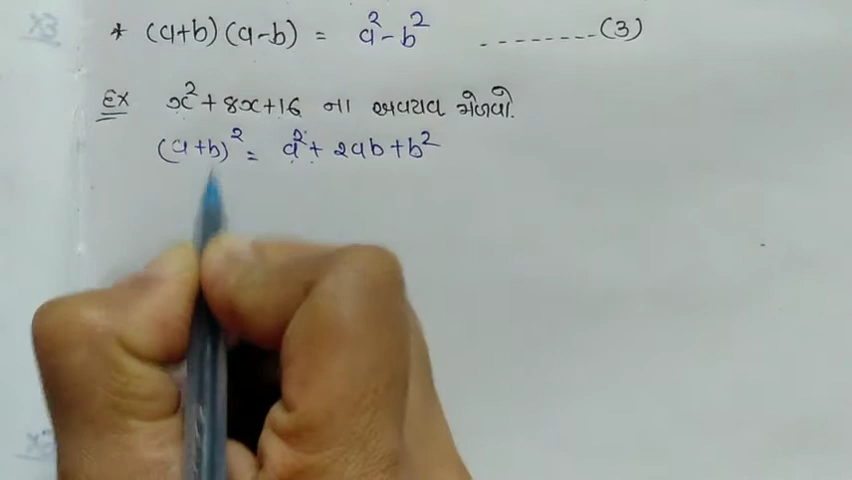 * (a+b) (a-b) = a² - b² --------(3)
Ex x² + 8x + 16 ના અવયવ મેળવો.
(a+b)² = a² + 2ab + b²